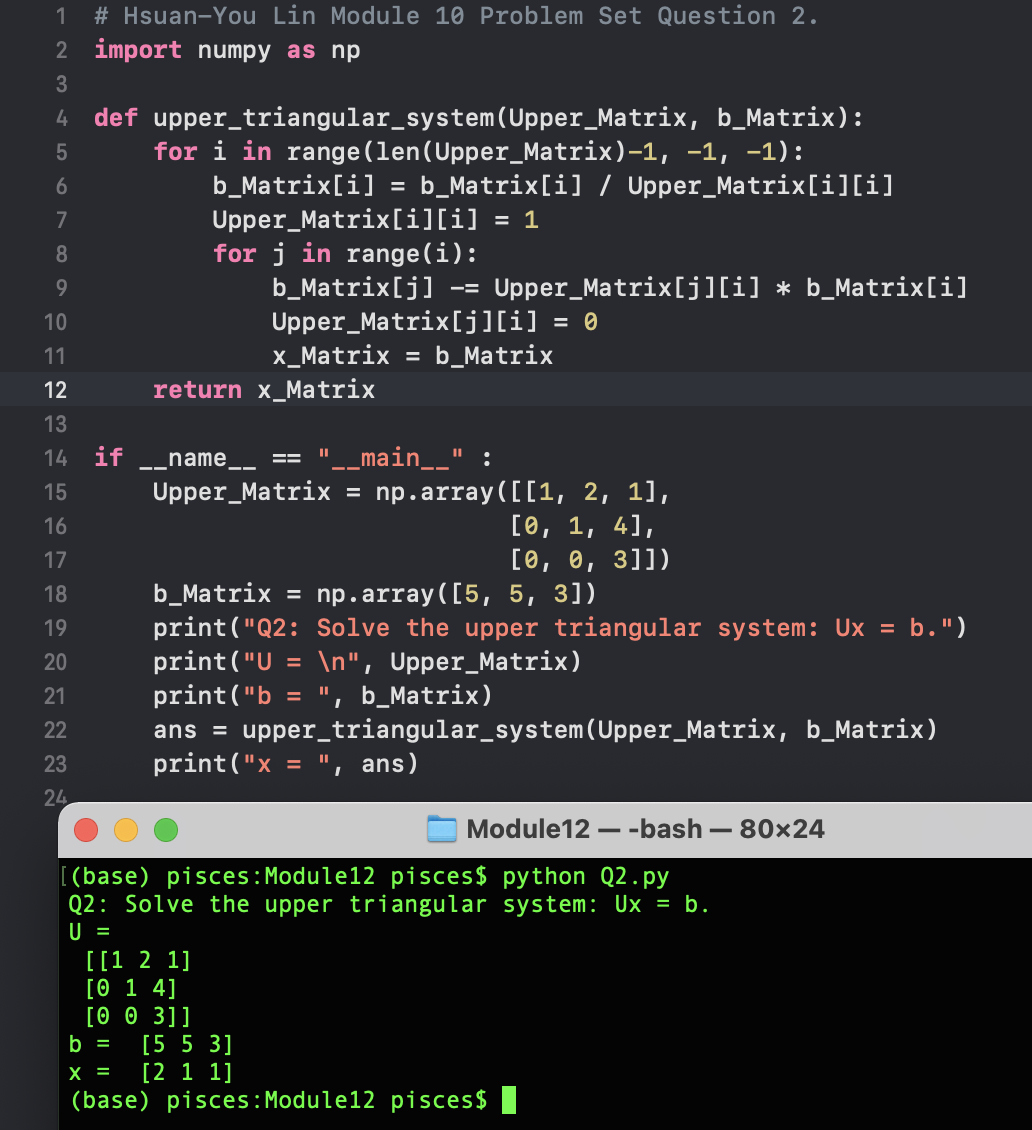 1 # Hsuan-You Lin Module 10 Problem Set Question 2.
2 import numpy as np
3
4 def upper_triangular_system(Upper_Matrix, b_Matrix):
5     for i in range(len(Upper_Matrix)-1, -1, -1):
6         b_Matrix[i] = b_Matrix[i] / Upper_Matrix[i][i]
7         Upper_Matrix[i][i] = 1
8         for j in range(i):
9             b_Matrix[j] -= Upper_Matrix[j][i] * b_Matrix[i]
10             Upper_Matrix[j][i] = 0
11             x_Matrix = b_Matrix
12     return x_Matrix
13
14 if __name__ == "__main__" :
15     Upper_Matrix = np.array([[1, 2, 1],
16                             [0, 1, 4],
17                             [0, 0, 3]])
18     b_Matrix = np.array([5, 5, 3])
19     print("Q2: Solve the upper triangular system: Ux = b.")
20     print("U = \n", Upper_Matrix)
21     print("b = ", b_Matrix)
22     ans = upper_triangular_system(Upper_Matrix, b_Matrix)
23     print("x = ", ans)
24
Module12 — -bash — 80×24
[(base) pisces:Module12 pisces$ python Q2.py
Q2: Solve the upper triangular system: Ux = b.
U =
 [[1 2 1]
 [0 1 4]
 [0 0 3]]
b =  [5 5 3]
x =  [2 1 1]
(base) pisces:Module12 pisces$